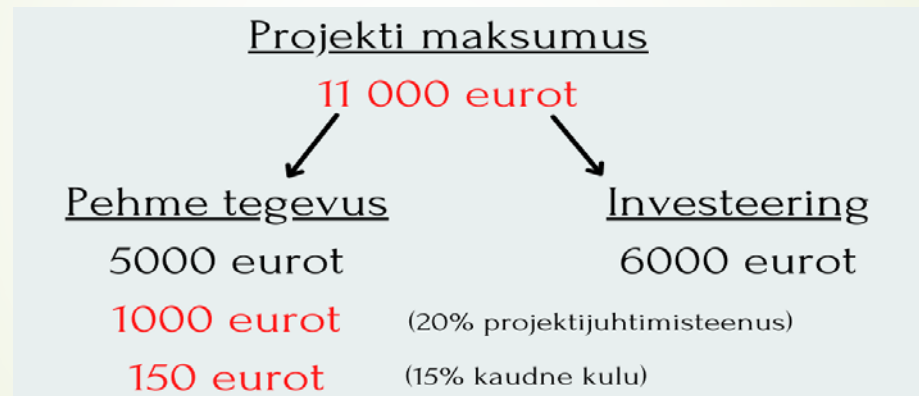 Projekti maksumus
11 000 eurot
Pehme tegevus
Investeering
5000 eurot
6000 eurot
1000 eurot (20% projektijuhtimisteenus)
150 eurot (15% kaudne kulu)